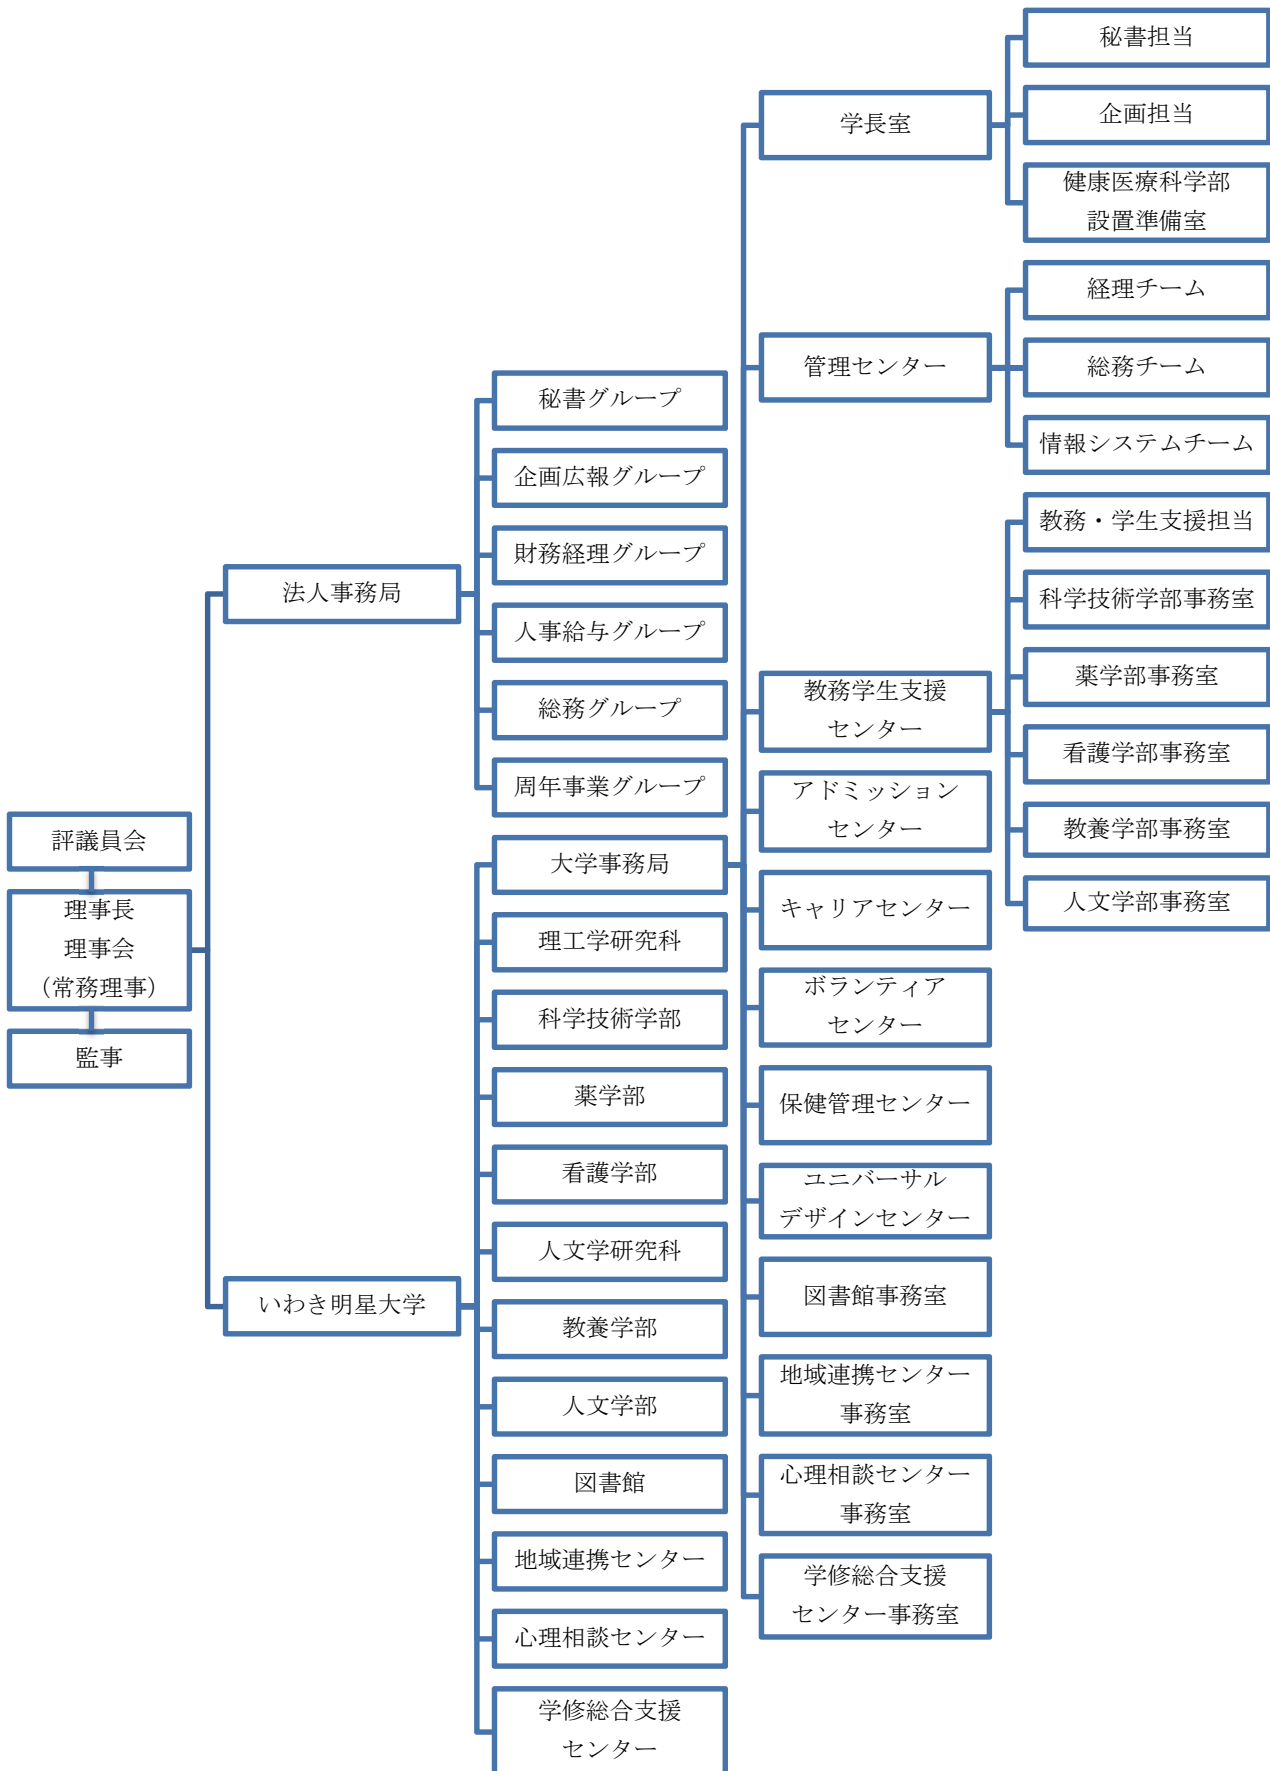 評議員会
理事長
理事会
（常務理事）
監事
法人事務局
いわき明星大学
秘書グループ
企画広報グループ
財務経理グループ
人事給与グループ
総務グループ
周年事業グループ
大学事務局
理工学研究科
科学技術学部
薬学部
看護学部
人文学研究科
教養学部
人文学部
図書館
地域連携センター
心理相談センター
学修総合支援
センター
学長室
管理センター
教務学生支援
センター
アドミッション
センター
キャリアセンター
ボランティア
センター
保健管理センター
ユニバーサル
デザインセンター
図書館事務室
地域連携センター
事務室
心理相談センター
事務室
学修総合支援
センター事務室
秘書担当
企画担当
健康医療科学部
設置準備室
経理チーム
総務チーム
情報システムチーム
教務・学生支援担当
科学技術学部事務室
薬学部事務室
看護学部事務室
教養学部事務室
人文学部事務室